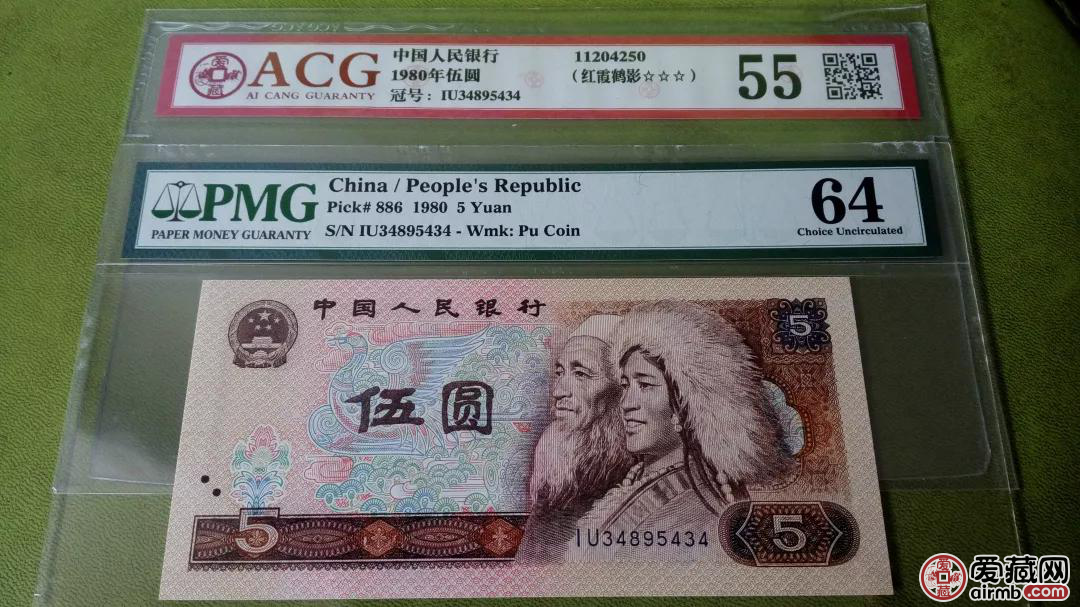 ACG
AI CANG GUARANTY
中国人民银行
1980年伍圆
冠号：IU34895434
11204250
（红霞鹤影☆☆☆）
55
PMG
PAPER MONEY GUARANTY
China / People's Republic
Pick# 886 1980 5 Yuan
S/N IU34895434 - Wmk: Pu Coin
64
Choice Uncirculated
中国人民银行
5
伍圆
5
IU34895434
5
爱藏网
airmb.com